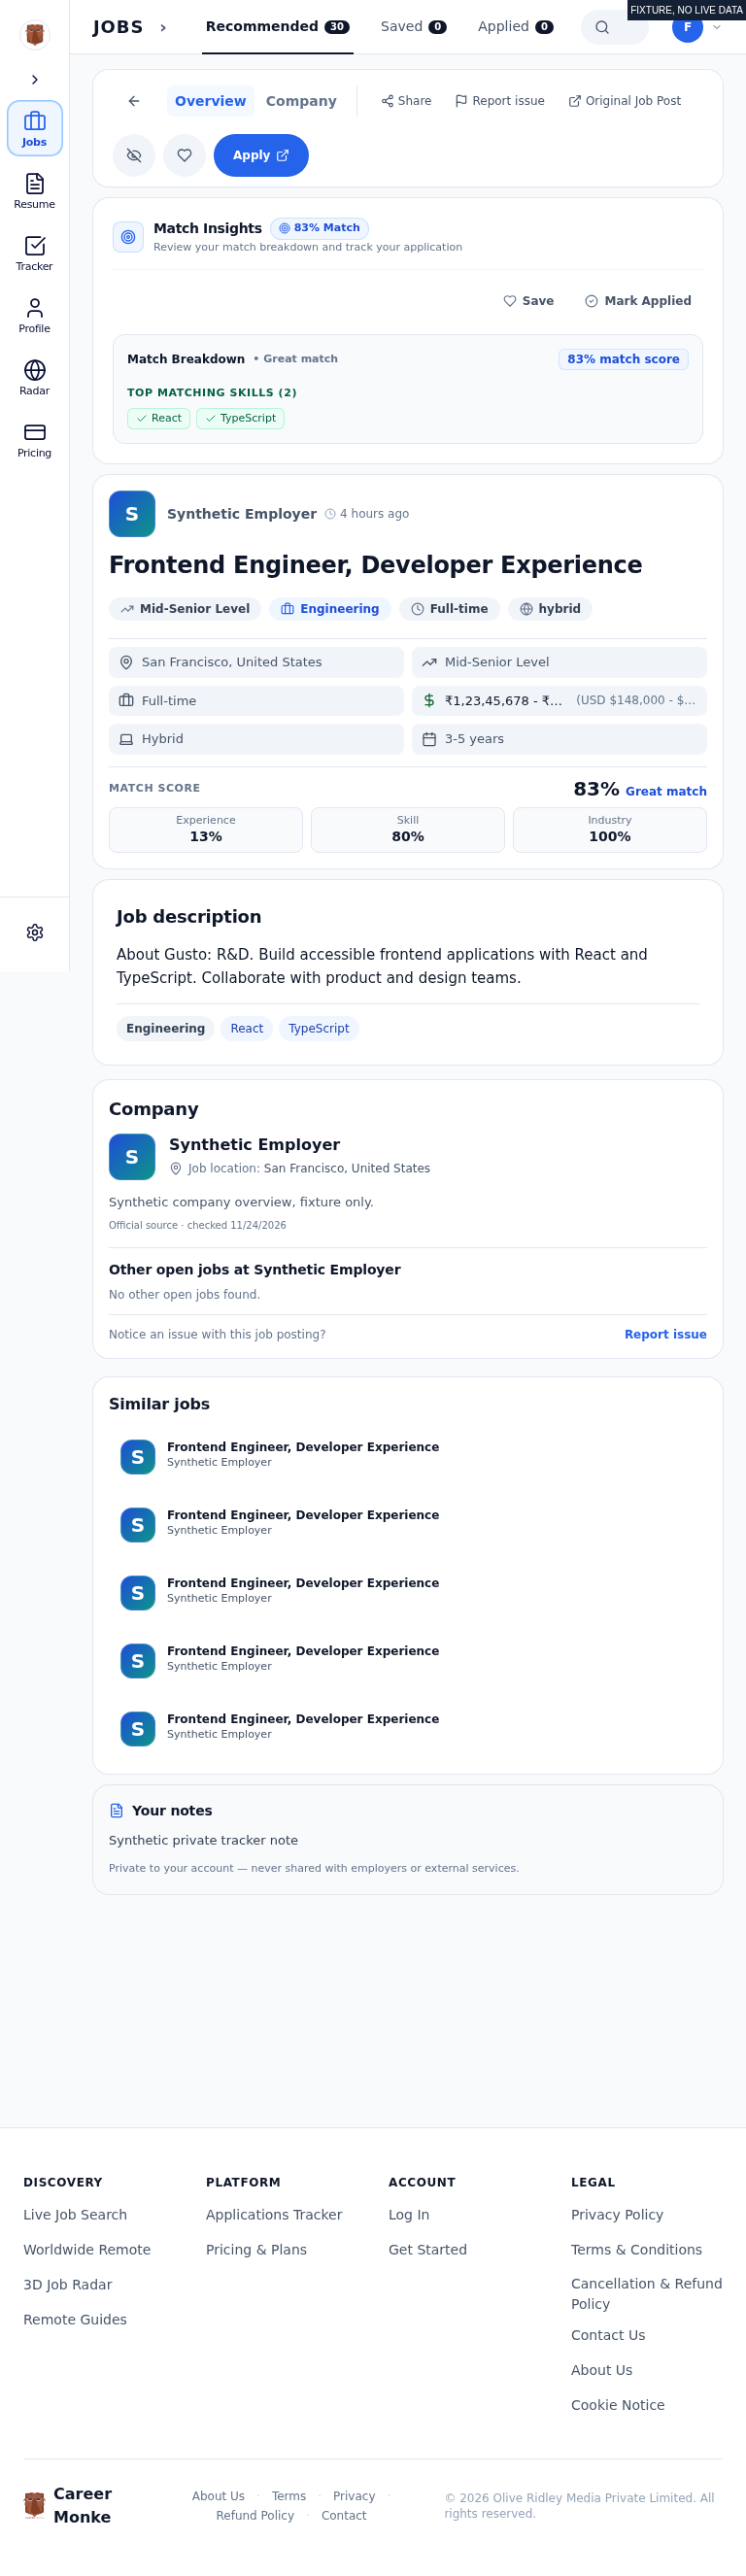 FIXTURE, NO LIVE DATA
JOBS
Recommended 30
Saved 0
Applied 0
F
Jobs
Resume
Tracker
Profile
Radar
Pricing
Overview
Company
Share
Report issue
Original Job Post
Apply
Match Insights
83% Match
Review your match breakdown and track your application
Save
Mark Applied
Match Breakdown • Great match
83% match score
TOP MATCHING SKILLS (2)
React
TypeScript
S
Synthetic Employer
4 hours ago
Frontend Engineer, Developer Experience
Mid-Senior Level
Engineering
Full-time
hybrid
San Francisco, United States
Mid-Senior Level
Full-time
₹1,23,45,678 - ₹… (USD $148,000 - $…
Hybrid
3-5 years
MATCH SCORE
83% Great match
Experience
13%
Skill
80%
Industry
100%
Job description
About Gusto: R&D. Build accessible frontend applications with React and
TypeScript. Collaborate with product and design teams.
Engineering
React
TypeScript
Company
S
Synthetic Employer
Job location: San Francisco, United States
Synthetic company overview, fixture only.
Official source · checked 11/24/2026
Other open jobs at Synthetic Employer
No other open jobs found.
Notice an issue with this job posting?
Report issue
Similar jobs
S
Frontend Engineer, Developer Experience
Synthetic Employer
S
Frontend Engineer, Developer Experience
Synthetic Employer
S
Frontend Engineer, Developer Experience
Synthetic Employer
S
Frontend Engineer, Developer Experience
Synthetic Employer
S
Frontend Engineer, Developer Experience
Synthetic Employer
Your notes
Synthetic private tracker note
Private to your account — never shared with employers or external services.
DISCOVERY
Live Job Search
Worldwide Remote
3D Job Radar
Remote Guides
PLATFORM
Applications Tracker
Pricing & Plans
ACCOUNT
Log In
Get Started
LEGAL
Privacy Policy
Terms & Conditions
Cancellation & Refund
Policy
Contact Us
About Us
Cookie Notice
Career
Monke
About Us · Terms · Privacy ·
Refund Policy · Contact
© 2026 Olive Ridley Media Private Limited. All
rights reserved.